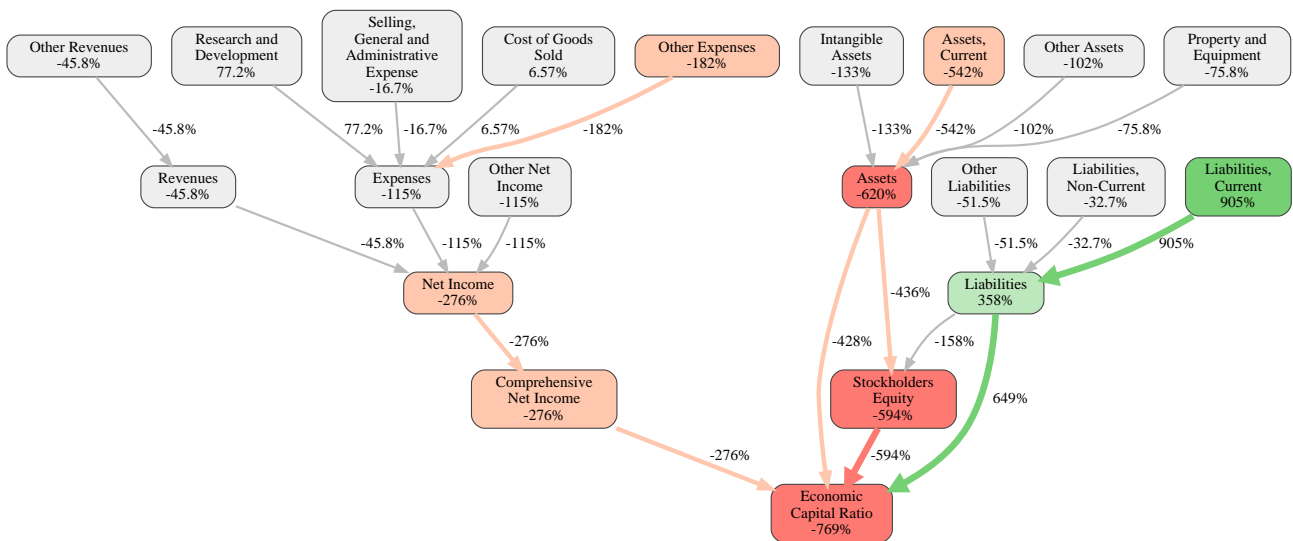 Other Revenues
-45.8%
Research and
Development
77.2%
Selling,
General and
Administrative
Expense
-16.7%
Cost of Goods
Sold
6.57%
Other Expenses
-182%
Intangible
Assets
-133%
Assets,
Current
-542%
Other Assets
-102%
Property and
Equipment
-75.8%
-45.8%
77.2%
-16.7%
6.57%
-182%
-133%
-542%
-102%
-75.8%
Revenues
-45.8%
Expenses
-115%
Other Net
Income
-115%
Assets
-620%
Other
Liabilities
-51.5%
Liabilities,
Non-Current
-32.7%
Liabilities,
Current
905%
-45.8%
-115%
-115%
-51.5%
-32.7%
905%
Net Income
-276%
-436%
Liabilities
358%
-276%
-428%
-158%
Comprehensive
Net Income
-276%
Stockholders
Equity
-594%
649%
-276%
-594%
Economic
Capital Ratio
-769%